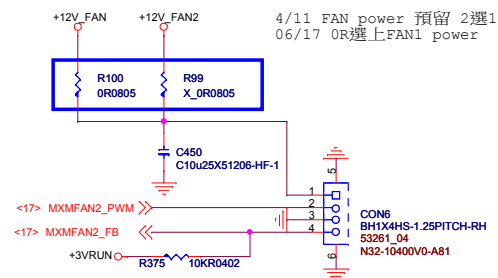 +12V_FAN
+12V_FAN2
4/11 FAN power 預留 2選1
06/17 0R選上FAN1 power
R100
0R0805
R99
X_0R0805
C450
C10u25X51206-HF-1
5
1
2
3
4
6
<17> MXMFAN2_PWM
<17> MXMFAN2_FB
+3VRUN
R375
10KR0402
CON6
BH1X4HS-1.25PITCH-RH
53261_04
N32-10400V0-A81